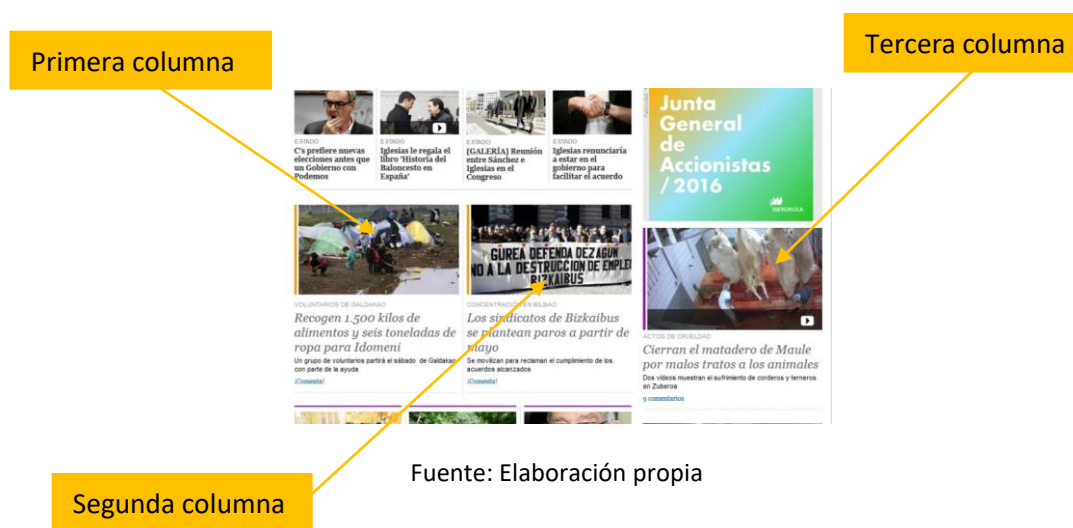 Primera columna
Tercera columna
ESTADO
C's prefiere nuevas
elecciones antes que
un Gobierno con
Podemos
ESTADO
Iglesias le regala el
libro 'Historia del
Baloncesto en
España'
ESTADO
[GALERÍA] Reunión
entre Sánchez e
Iglesias en el
Congreso
ESTADO
Iglesias renunciaría
a estar en el
gobierno para
facilitar el acuerdo
Junta
General
de
Accionistas
/ 2016
IBERDROLA
GUREA DEFENDA DEZAGUN
NO A LA DESTRUCCION DE EMPLEO
BIZKAIBUS
VOLUNTARIOS DE GALDAKAO
Recogen 1.500 kilos de
alimentos y seis toneladas de
ropa para Idomeni
Un grupo de voluntarios partirá el sábado de Galdakao
con parte de la ayuda
¡Comenta!
CONCENTRACIÓN EN BILBAO
Los sindicatos de Bizkaibus
se plantean paros a partir de
mayo
Se movilizan para reclaman el cumplimiento de los
acuerdos alcanzados
¡Comenta!
ACTOS DE CRUELDAD
Cierran el matadero de Maule
por malos tratos a los animales
Dos vídeos muestran el sufrimiento de corderos y terneros
en Zuberoa
9 comentarios
Fuente: Elaboración propia
Segunda columna